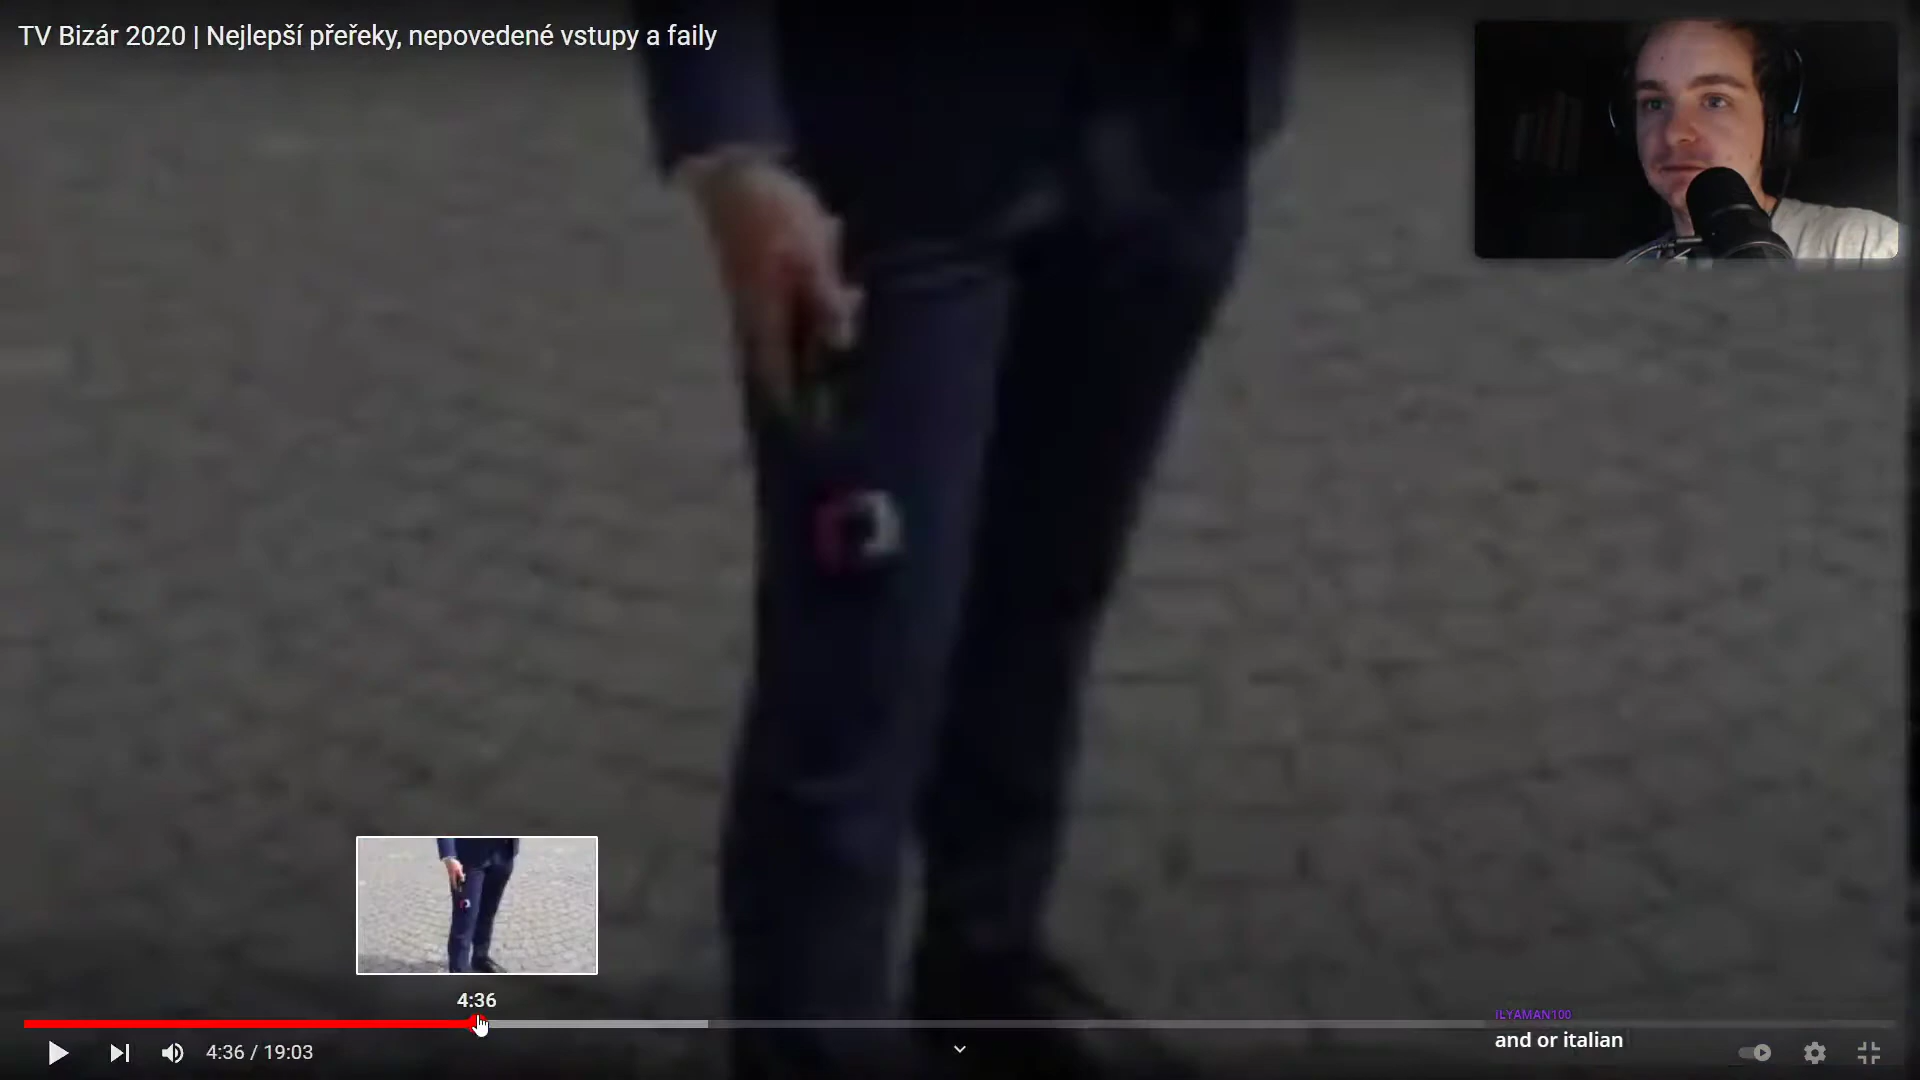 TV Bizár 2020 | Nejlepší přeřeky, nepovedené vstupy a faily
4:36
ILYAMAN100
and or italian
4:36 / 19:03